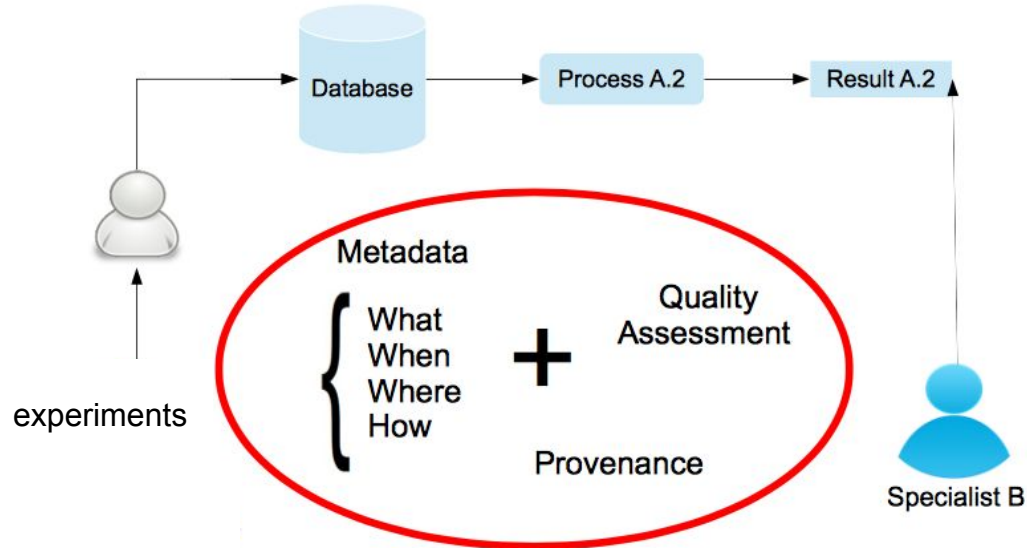 Database
Process A.2
Result A.2
Metadata
{ What
When
Where
How
+
Quality
Assessment
Provenance
experiments
Specialist B